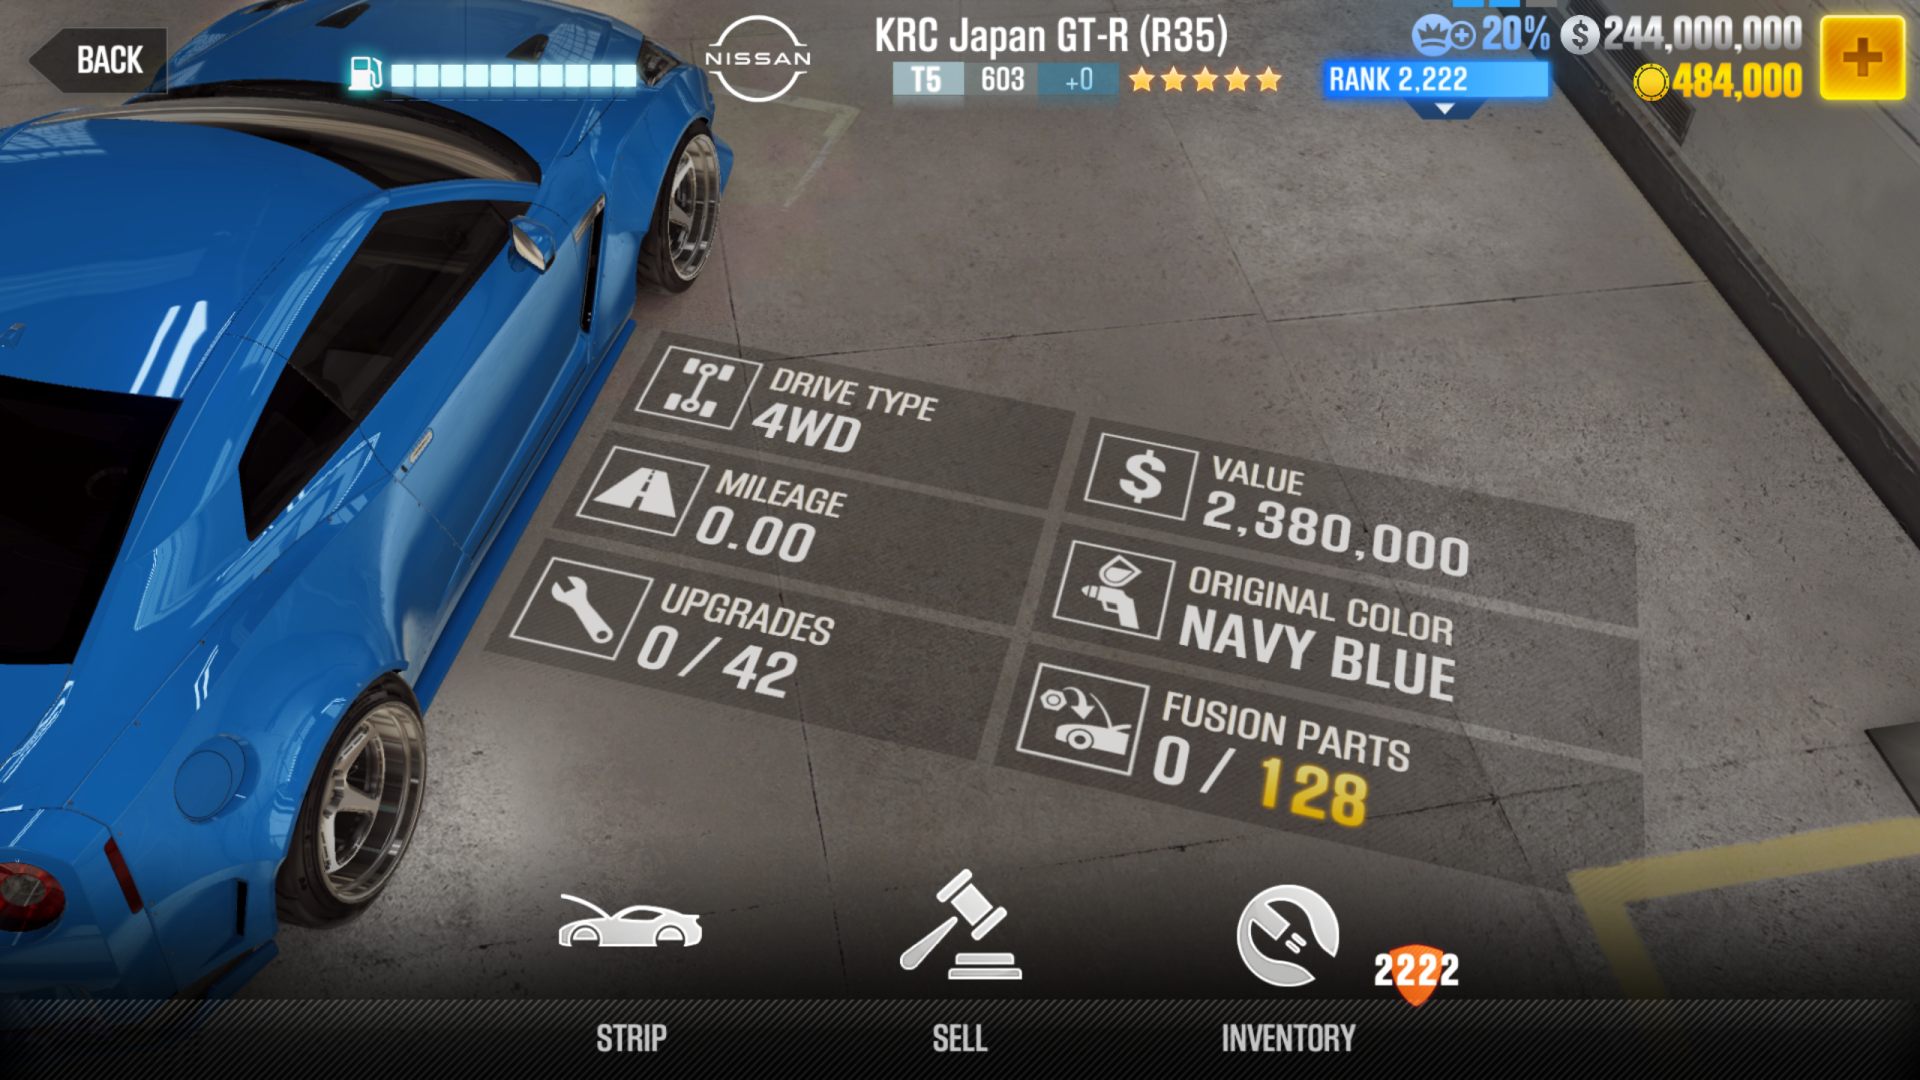 BACK
NISSAN
KRC Japan GT-R (R35)
T5 603 +0
20%
RANK 2,222
244,000,000
484,000
DRIVE TYPE
4WD
MILEAGE
0.00
UPGRADES
0 / 42
VALUE
2,380,000
ORIGINAL COLOR
NAVY BLUE
FUSION PARTS
0 / 128
2222
STRIP
SELL
INVENTORY